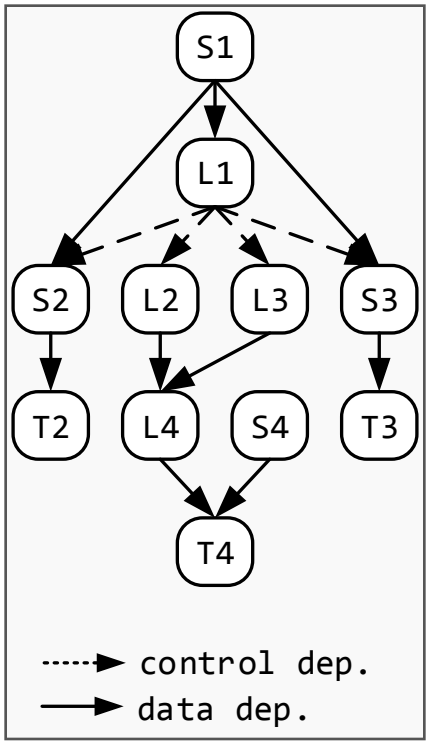 S1
L1
S2 L2 L3 S3
T2 L4 S4 T3
T4
control dep.
data dep.